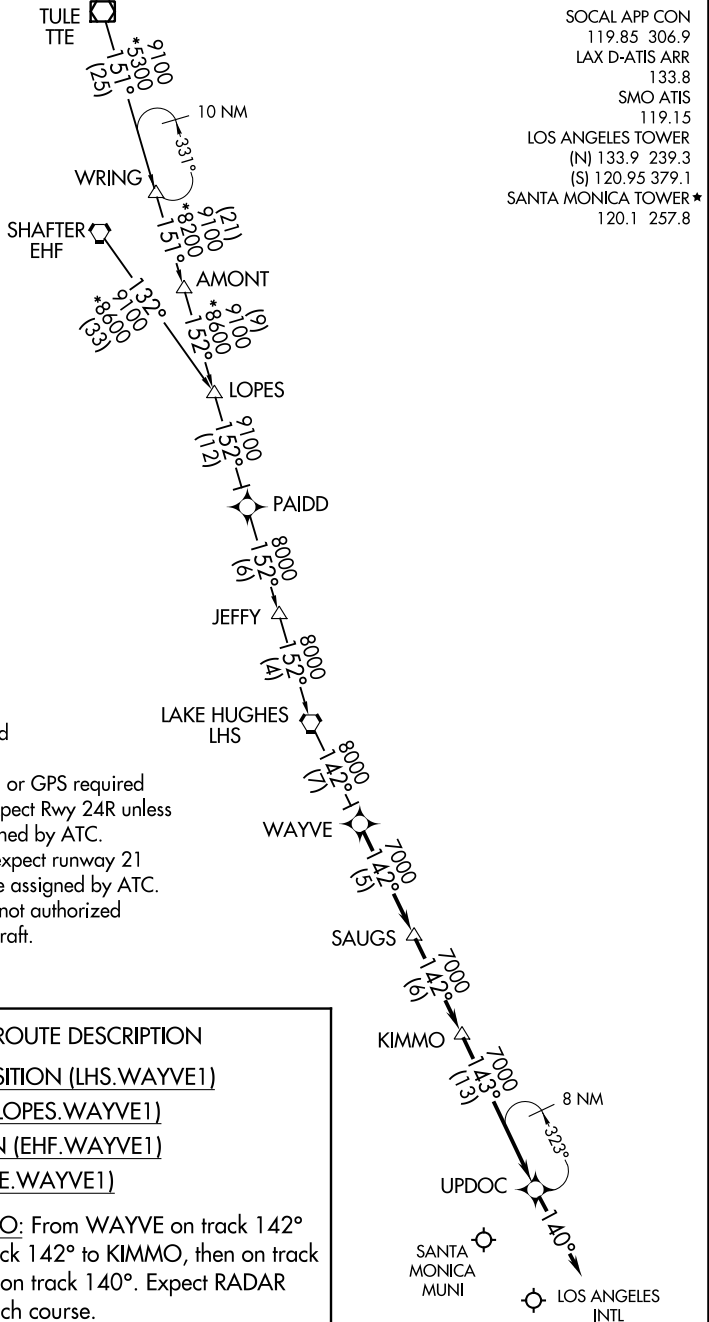 TULE
TTE
SOCAL APP CON
119.85 306.9
LAX D-ATIS ARR
133.8
SMO ATIS
119.15
LOS ANGELES TOWER
(N) 133.9 239.3
(S) 120.95 379.1
SANTA MONICA TOWER★
120.1 257.8
9100
*5300
151°
(25)
10 NM
331°
WRING
SHAFTER
EHF
(21)
9100
*8200
151°
AMONT
132°
9100
*8600
(33)
(9)
9100
*8600
152°
LOPES
9100
152°
(12)
PAIDD
8000
152°
(6)
JEFFY
8000
152°
(4)
LAKE HUGHES
LHS
8000
142°
(7)
WAYVE
7000
142°
(5)
SAUGS
7000
142°
(6)
KIMMO
7000
143°
(13)
8 NM
323°
UPDOC
140°
SANTA
MONICA
MUNI
LOS ANGELES
INTL
d
or GPS required
pect Rwy 24R unless
ned by ATC.
expect runway 21
e assigned by ATC.
not authorized
raft.
ROUTE DESCRIPTION
SITION (LHS.WAYVE1)
LOPES.WAYVE1)
N (EHF.WAYVE1)
E.WAYVE1)
O: From WAYVE on track 142°
ck 142° to KIMMO, then on track
on track 140°. Expect RADAR
ch course.